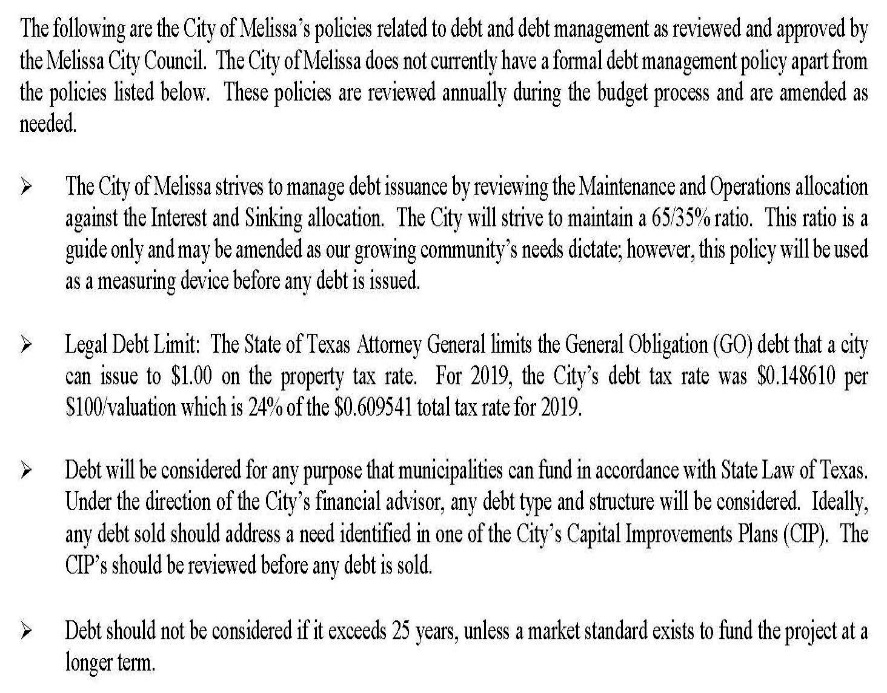 The following are the City of Melissa's policies related to debt and debt management as reviewed and approved by
the Melissa City Council. The City of Melissa does not currently have a formal debt management policy apart from
the policies listed below. These policies are reviewed annually during the budget process and are amended as
needed.
➢ The City of Melissa strives to manage debt issuance by reviewing the Maintenance and Operations allocation
against the Interest and Sinking allocation. The City will strive to maintain a 65/35% ratio. This ratio is a
guide only and may be amended as our growing community's needs dictate; however, this policy will be used
as a measuring device before any debt is issued.
➢ Legal Debt Limit: The State of Texas Attorney General limits the General Obligation (GO) debt that a city
can issue to $1.00 on the property tax rate. For 2019, the City's debt tax rate was $0.148610 per
$100/valuation which is 24% of the $0.609541 total tax rate for 2019.
➢ Debt will be considered for any purpose that municipalities can fund in accordance with State Law of Texas.
Under the direction of the City's financial advisor, any debt type and structure will be considered. Ideally,
any debt sold should address a need identified in one of the City's Capital Improvements Plans (CIP). The
CIP's should be reviewed before any debt is sold.
➢ Debt should not be considered if it exceeds 25 years, unless a market standard exists to fund the project at a
longer term.